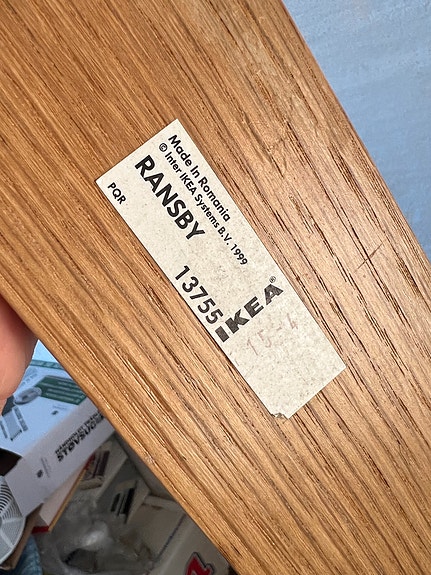 Made In Romania
© Inter IKEA Systems B.V. 1999
RANSBY
PQR
13755
IKEA®
15-4